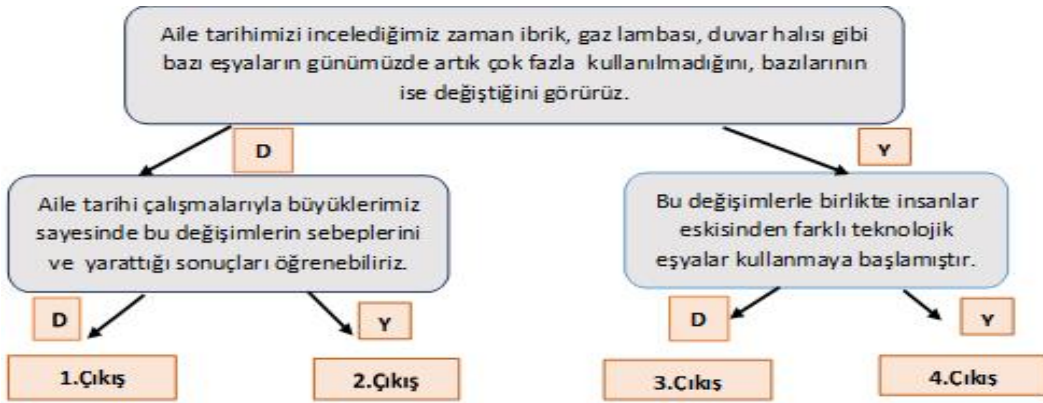 Aile tarihimizi incelediğimiz zaman ibrik, gaz lambası, duvar halısı gibi
bazı eşyaların günümüzde artık çok fazla kullanılmadığını, bazılarının
ise değiştiğini görürüz.
D
Y
Aile tarihi çalışmalarıyla büyüklerimiz
sayesinde bu değişimlerin sebeplerini
ve yarattığı sonuçları öğrenebiliriz.
Bu değişimlerle birlikte insanlar
eskisinden farklı teknolojik
eşyalar kullanmaya başlamıştır.
D
Y
D
Y
1.Çıkış
2.Çıkış
3.Cıkış
4.Cıkış